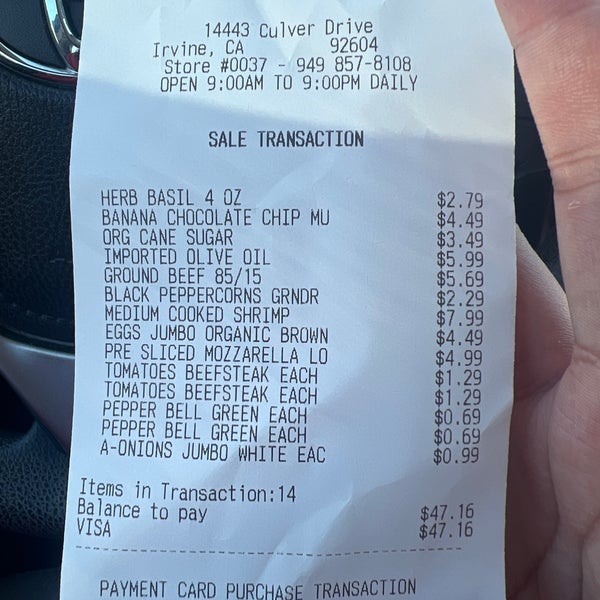 14443 Culver Drive
Irvine, CA 92604
Store #0037 - 949 857-8108
OPEN 9:00AM TO 9:00PM DAILY
SALE TRANSACTION
HERB BASIL 4 OZ $2.79
BANANA CHOCOLATE CHIP MU $4.49
ORG CANE SUGAR $3.49
IMPORTED OLIVE OIL $5.99
GROUND BEEF 85/15 $5.69
BLACK PEPPERCORNS GRNDR $2.29
MEDIUM COOKED SHRIMP $7.99
EGGS JUMBO ORGANIC BROWN $4.49
PRE SLICED MOZZARELLA LO $4.99
TOMATOES BEEFSTEAK EACH $1.29
TOMATOES BEEFSTEAK EACH $1.29
PEPPER BELL GREEN EACH $0.69
PEPPER BELL GREEN EACH $0.69
A-ONIONS JUMBO WHITE EAC $0.99
Items in Transaction:14
Balance to pay $47.16
VISA $47.16
PAYMENT CARD PURCHASE TRANSACTION